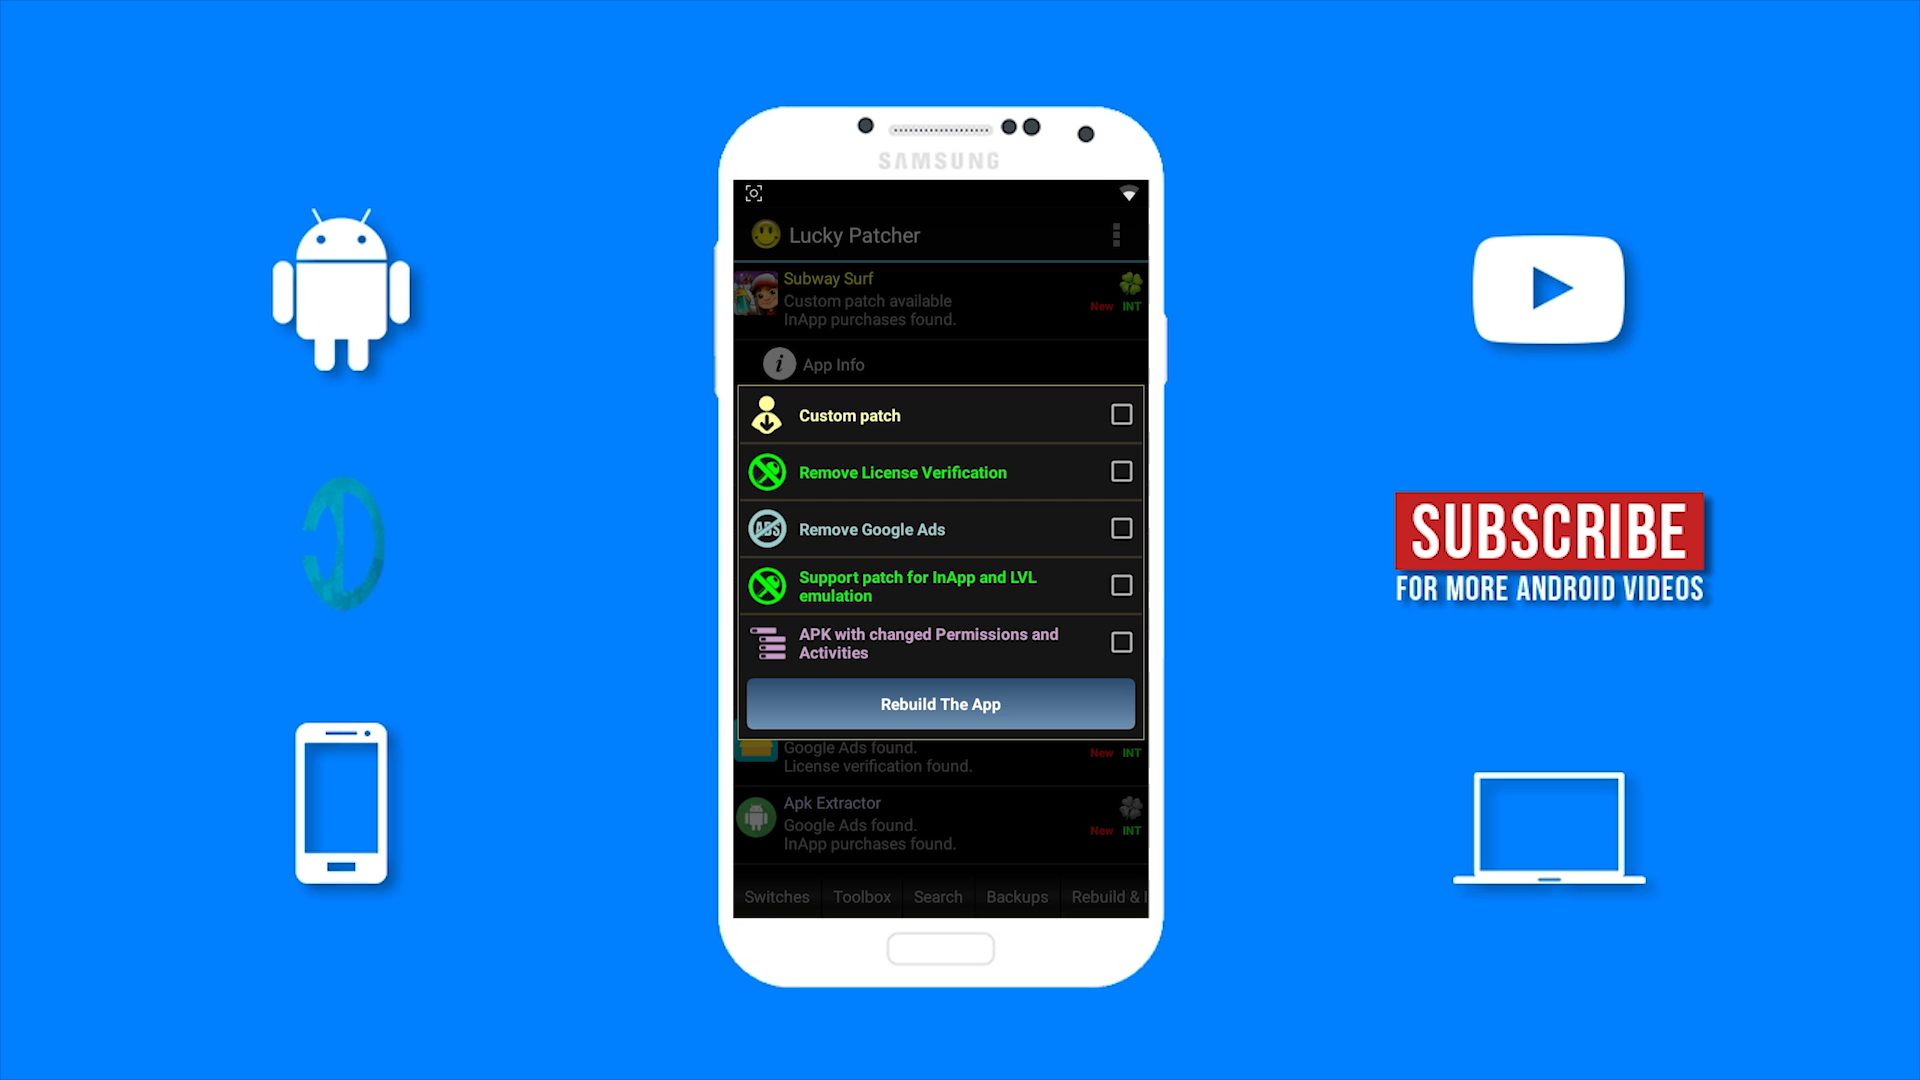 SAMSUNG
Lucky Patcher
Subway Surf
Custom patch available
New INT
InApp purchases found.
App Info
Custom patch
Remove License Verification
ADS
Remove Google Ads
Support patch for InApp and LVL
emulation
APK with changed Permissions and
Activities
Rebuild The App
Google Ads found.
New INT
License verification found.
Apk Extractor
Google Ads found.
New INT
InApp purchases found.
Switches
Toolbox
Search
Backups
Rebuild & I
SUBSCRIBE
FOR MORE ANDROID VIDEOS